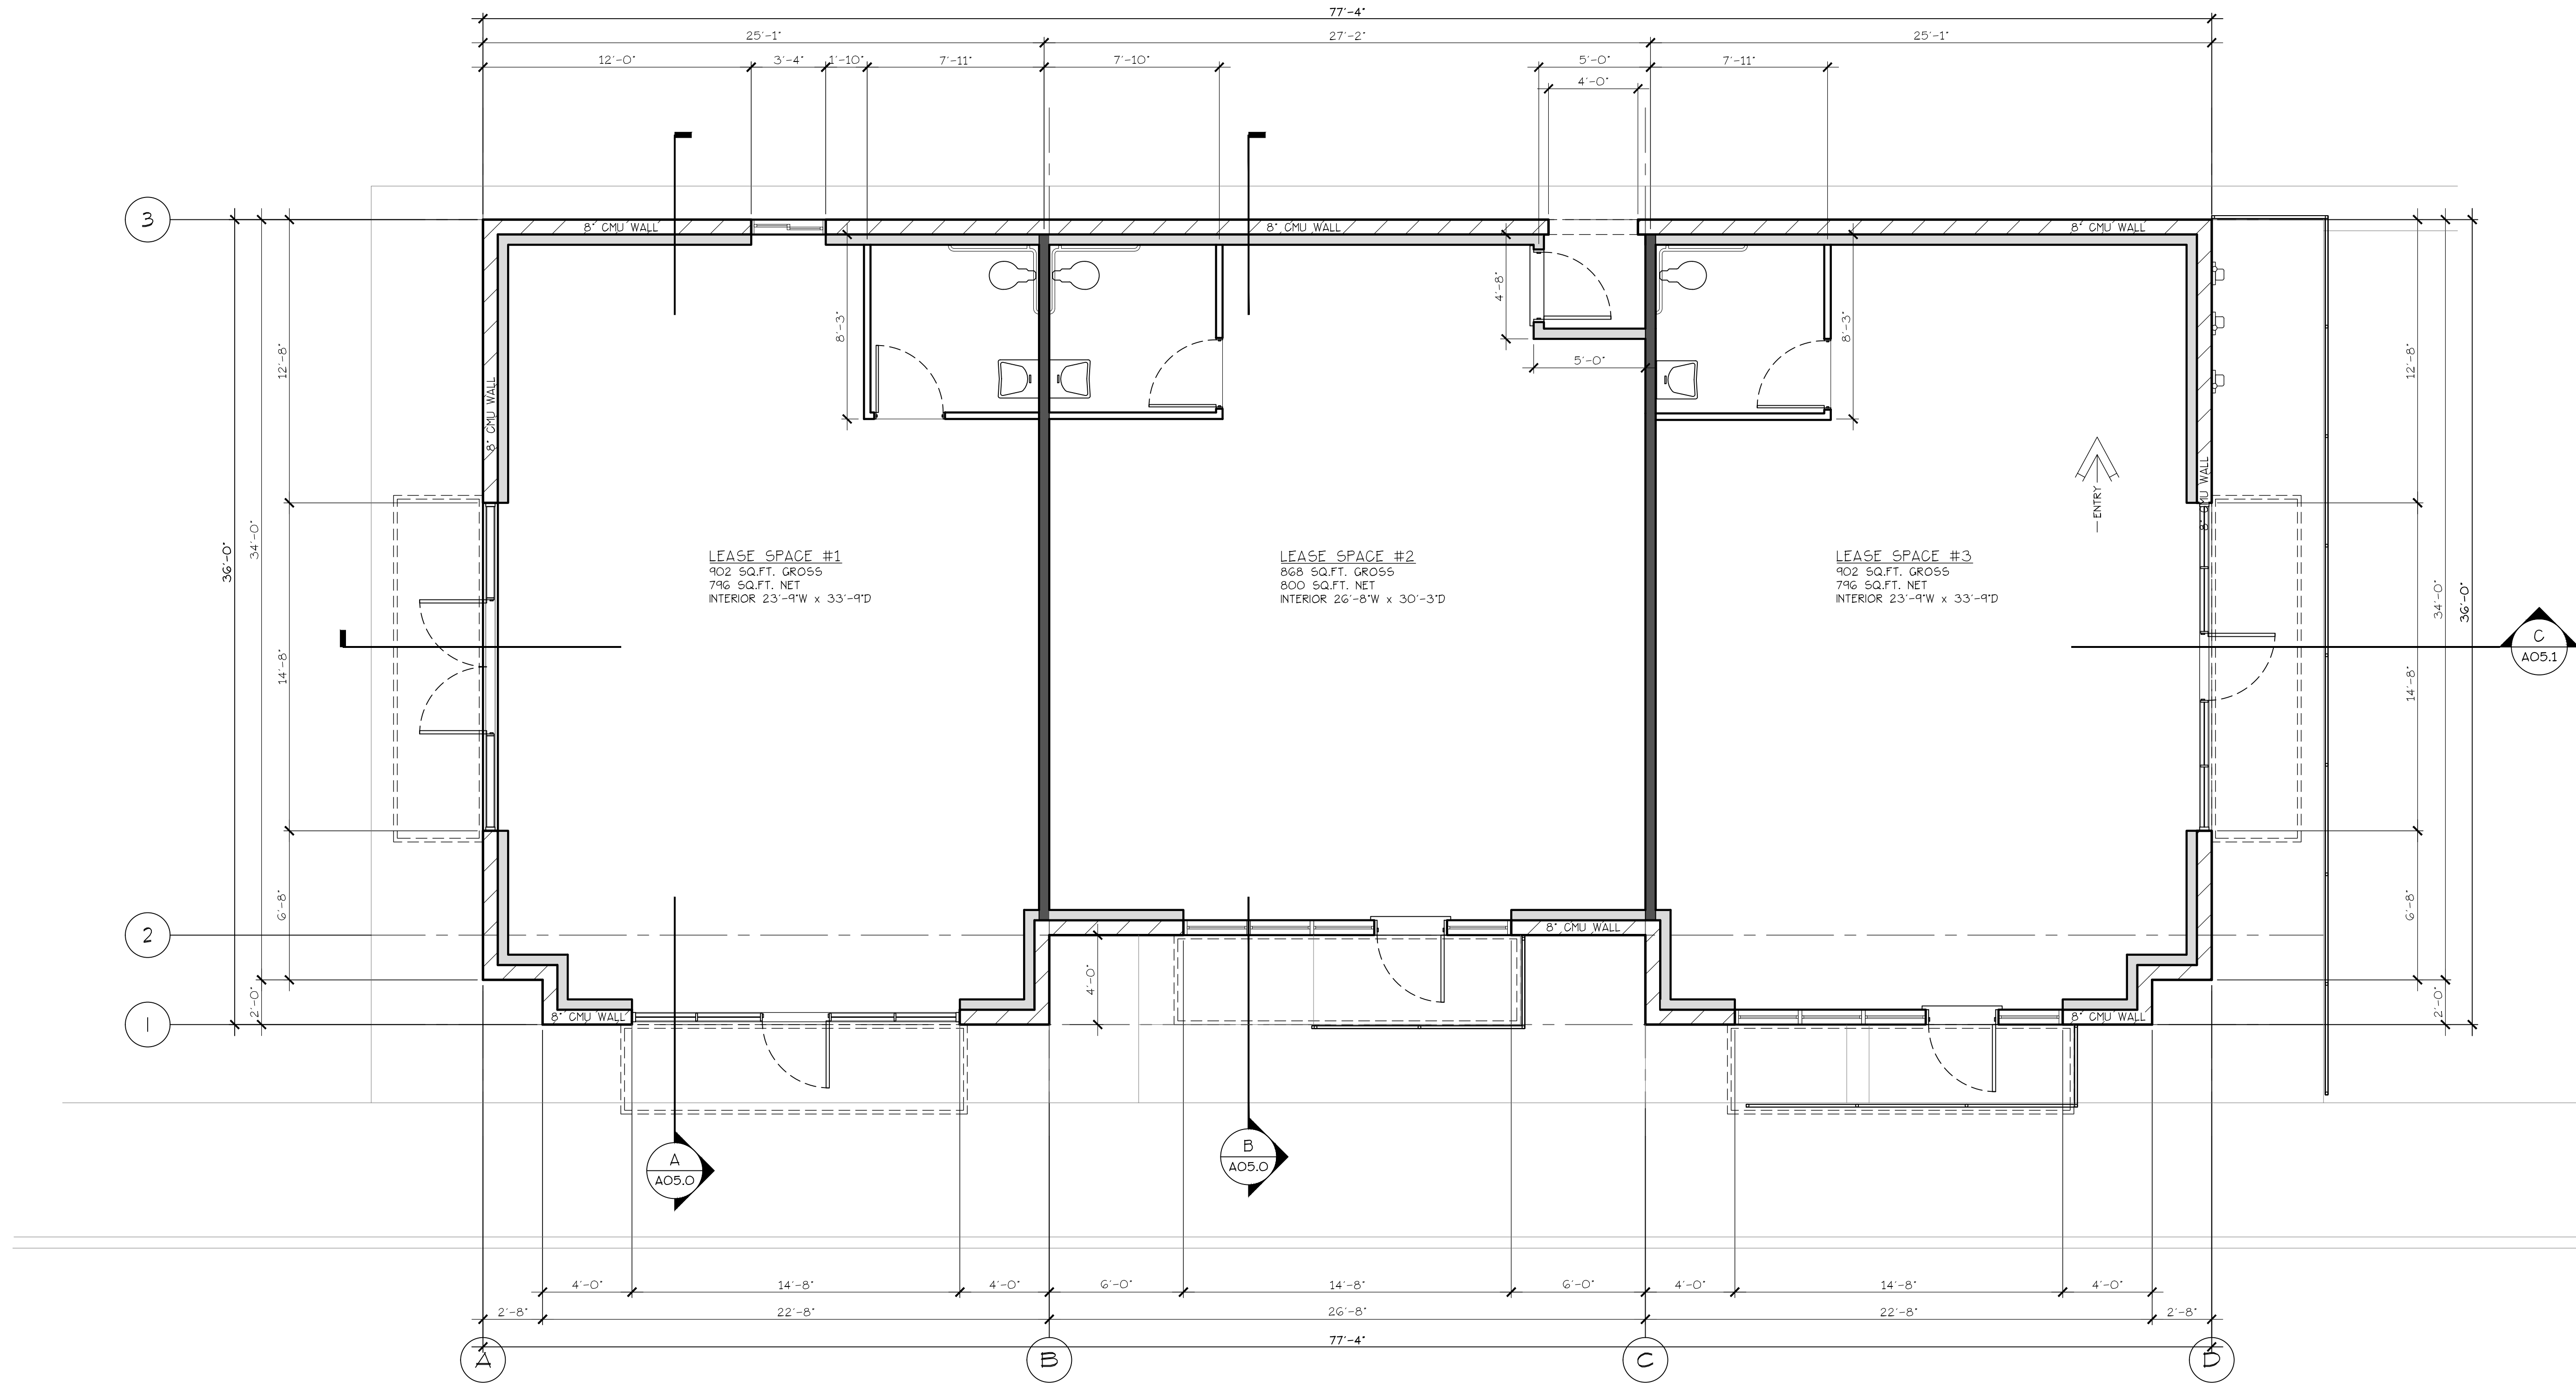 77'-4"
25'-1" 27'-2" 25'-1"
12'-0" 3'-4" 1'-10" 7'-11" 7'-10" 5'-0" 7'-11"
4'-0"
3
8" CMU WALL 8" CMU WALL 8" CMU WALL
4'-8"
8'-3" 8'-3"
12'-8" 12'-8"
5'-0"
8" CMU WALL
8" CMU WALL
ENTRY
36'-0" 34'-0" 34'-0" 36'-0"
LEASE SPACE #1
902 SQ.FT. GROSS
796 SQ.FT. NET
INTERIOR 23'-9"W x 33'-9"D
LEASE SPACE #2
868 SQ.FT. GROSS
800 SQ.FT. NET
INTERIOR 26'-8"W x 30'-3"D
LEASE SPACE #3
902 SQ.FT. GROSS
796 SQ.FT. NET
INTERIOR 23'-9"W x 33'-9"D
C
A05.1
14'-8" 14'-8"
6'-8" 6'-8"
2
8" CMU WALL
4'-0"
2'-0" 2'-0"
1
8" CMU WALL 8" CMU WALL
A
A05.0
B
A05.0
4'-0" 14'-8" 4'-0" 6'-0" 14'-8" 6'-0" 4'-0" 14'-8" 4'-0"
2'-8" 22'-8" 26'-8" 22'-8" 2'-8"
77'-4"
A B C D